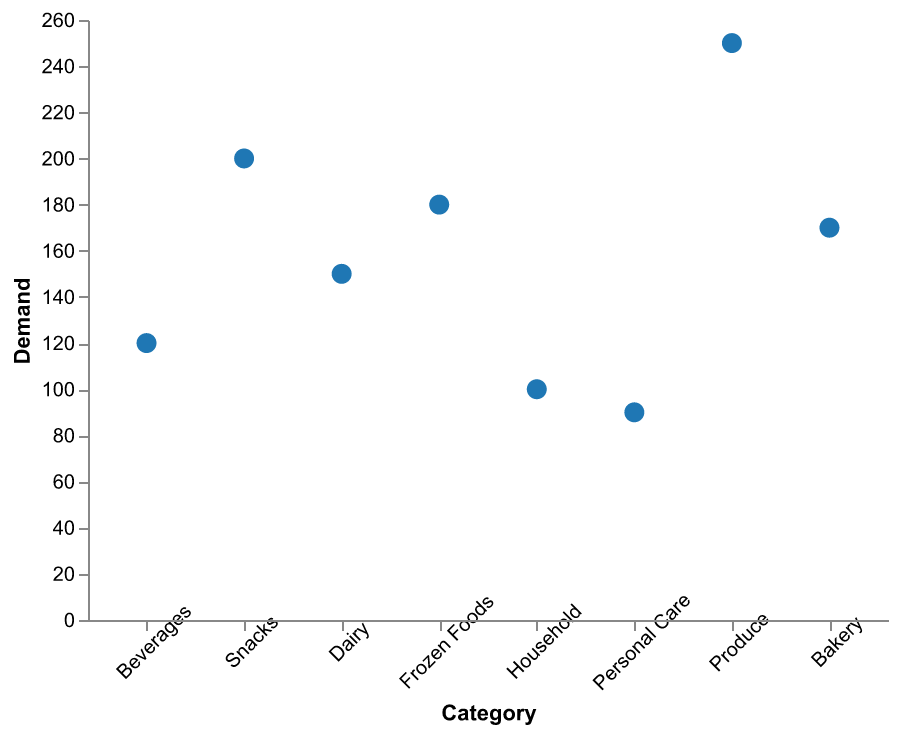 260
240
220
200
180
160
140
120
100
80
60
40
20
0
Demand
Beverages
Snacks
Dairy
Frozen Foods
Household
Personal Care
Produce
Bakery
Category